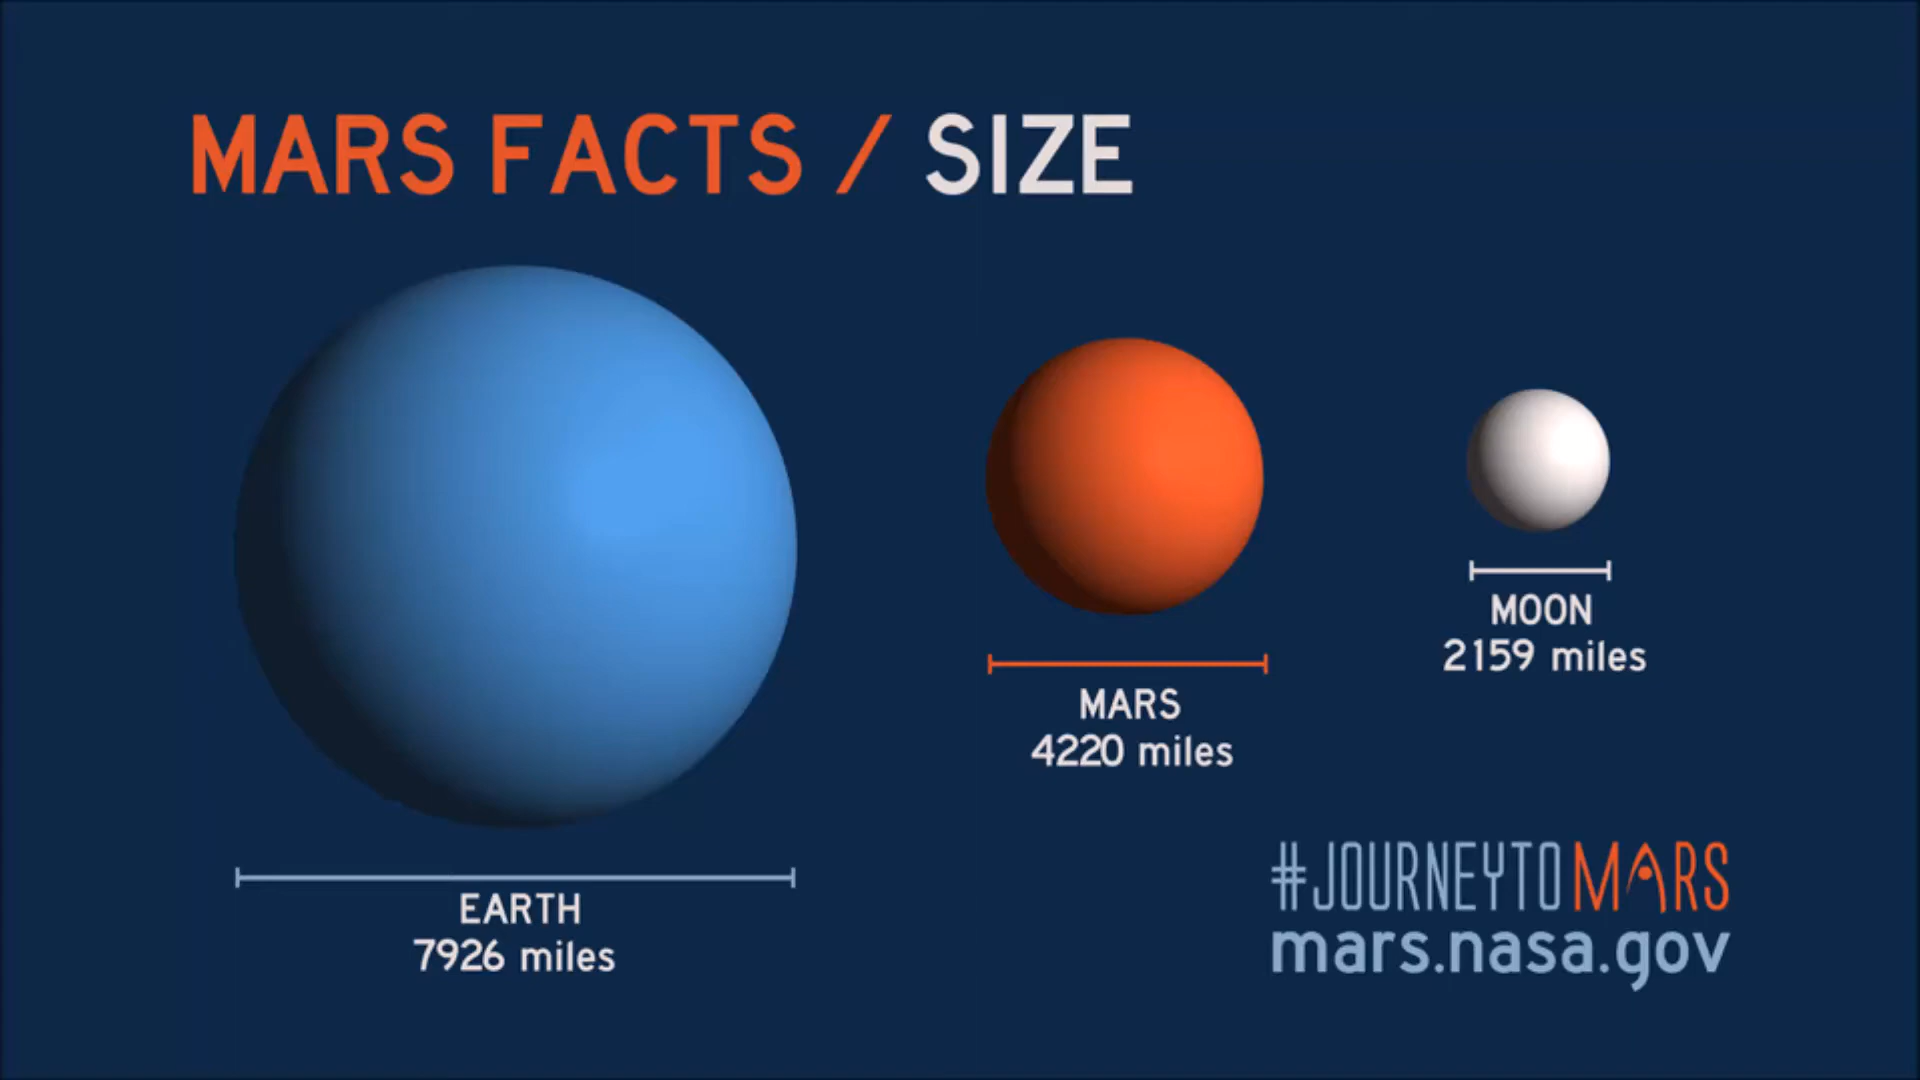 MARS FACTS / SIZE
EARTH
7926 miles
MARS
4220 miles
MOON
2159 miles
#JOURNEYTOMARS
mars.nasa.gov